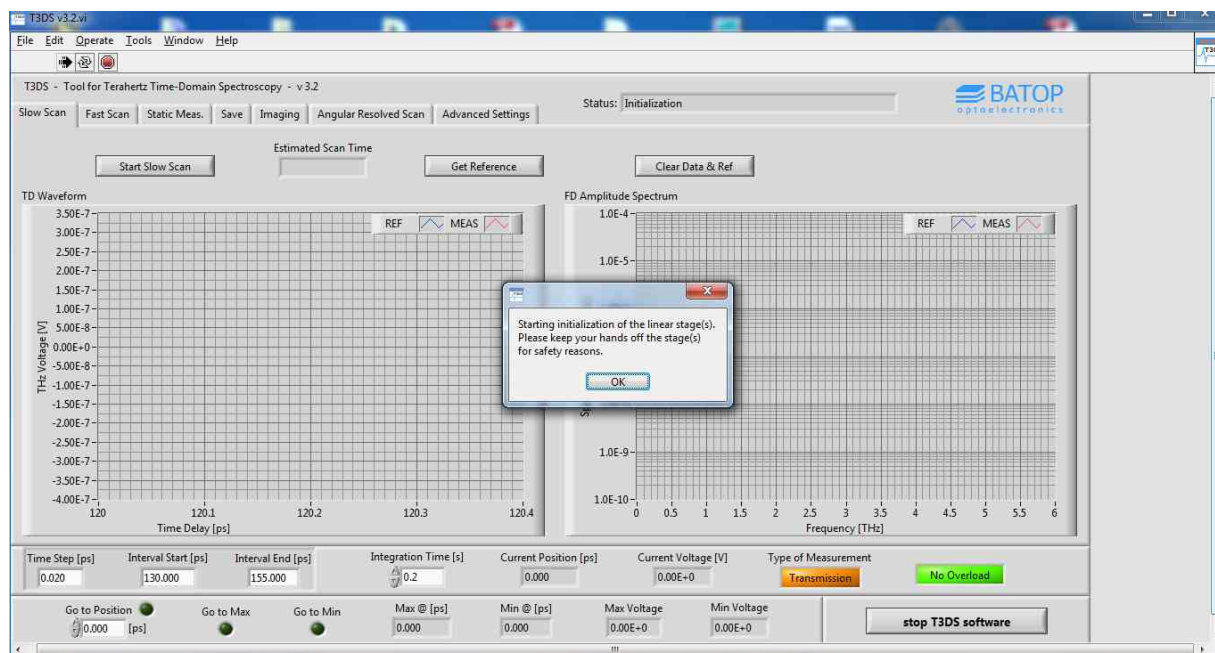 T3DS v3.2.vi
File Edit Operate Tools Window Help
T3DS - Tool for Terahertz Time-Domain Spectroscopy - v 3.2
Status: Initialization
BATOP
optoelectronics
Slow Scan Fast Scan Static Meas. Save Imaging Angular Resolved Scan Advanced Settings
Estimated Scan Time
Start Slow Scan Get Reference Clear Data & Ref
TD Waveform
REF MEAS
3.50E-7
3.00E-7
2.50E-7
2.00E-7
1.50E-7
1.00E-7
5.00E-8
0.00E+0
-5.00E-8
-1.00E-7
-1.50E-7
-2.00E-7
-2.50E-7
-3.00E-7
-3.50E-7
-4.00E-7
THz Voltage [V]
120 120.1 120.2 120.3 120.4
Time Delay [ps]
FD Amplitude Spectrum
REF MEAS
1.0E-4
1.0E-5
1.0E-9
1.0E-10
0 0.5 1 1.5 2 2.5 3 3.5 4 4.5 5 5.5 6
Frequency [THz]
Starting initialization of the linear stage(s).
Please keep your hands off the stage(s)
for safety reasons.
OK
Time Step [ps] Interval Start [ps] Interval End [ps] Integration Time [s] Current Position [ps] Current Voltage [V] Type of Measurement
0.020 130.000 155.000 0.2 0.000 0.00E+0 Transmission No Overload
Go to Position Go to Max Go to Min Max @ [ps] Min @ [ps] Max Voltage Min Voltage
0.000 [ps] 0.000 0.000 0.00E+0 0.00E+0
stop T3DS software